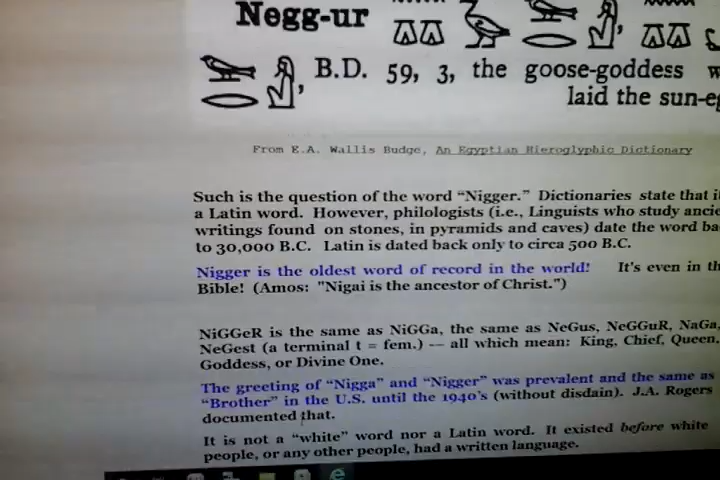 Negg-ur
B.D. 59, 3, the goose-goddess
laid the sun-eg
From E.A. Wallis Budge, An Egyptian Hieroglyphic Dictionary
Such is the question of the word “Nigger.” Dictionaries state that i
a Latin word. However, philologists (i.e., Linguists who study ancie
writings found on stones, in pyramids and caves) date the word ba
to 30,000 B.C. Latin is dated back only to circa 500 B.C.
Nigger is the oldest word of record in the world! It's even in th
Bible! (Amos: "Nigai is the ancestor of Christ.")
NiGGeR is the same as NiGGa, the same as NeGus, NeGGuR, NaGa,
NeGest (a terminal t = fem.) -- all which mean: King, Chief, Queen,
Goddess, or Divine One.
The greeting of “Nigga” and “Nigger” was prevalent and the same as
“Brother” in the U.S. until the 1940's (without disdain). J.A. Rogers
documented that.
It is not a “white” word nor a Latin word. It existed before white
people, or any other people, had a written language.